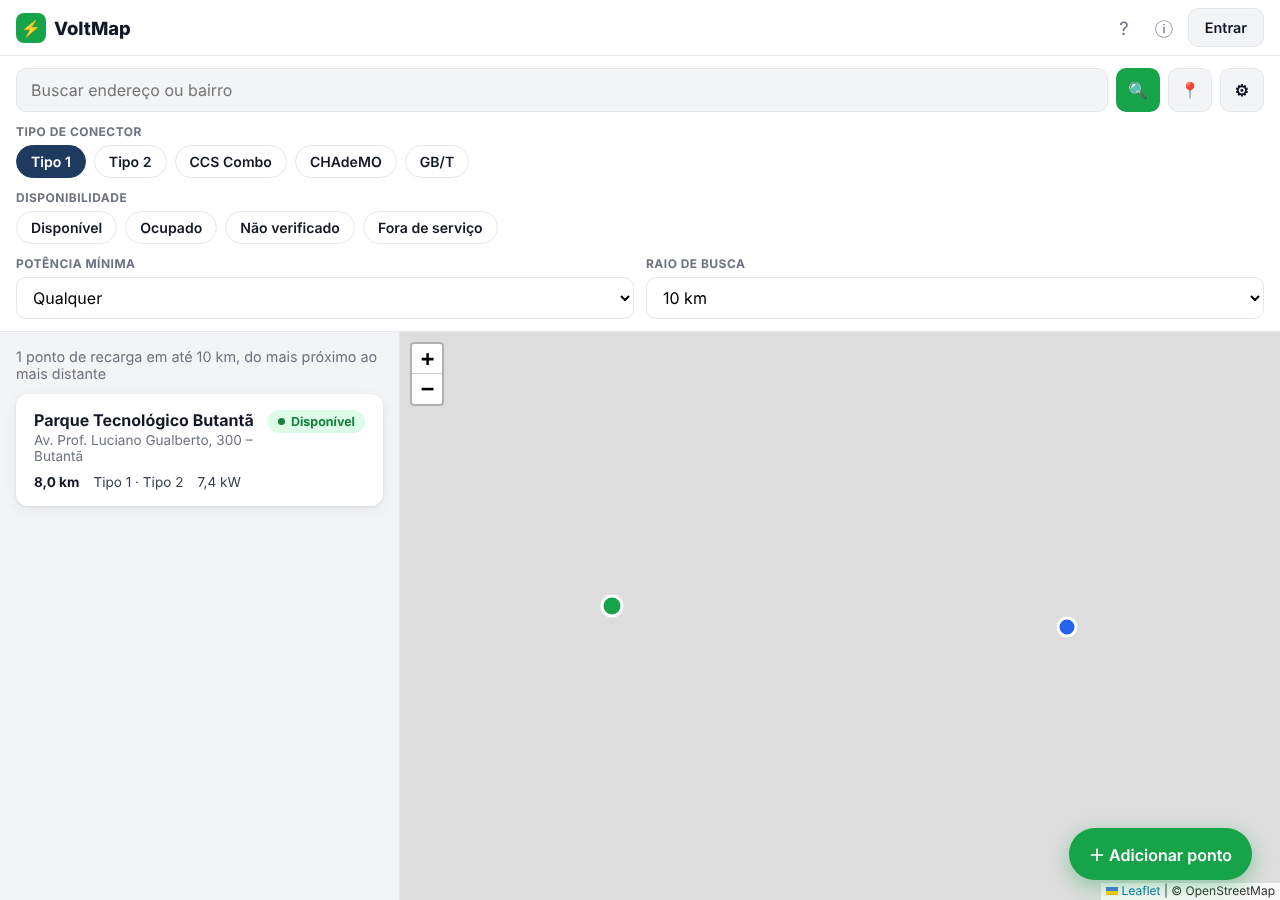 VoltMap
?
ⓘ
Entrar
Buscar endereço ou bairro
TIPO DE CONECTOR
Tipo 1
Tipo 2
CCS Combo
CHAdeMO
GB/T
DISPONIBILIDADE
Disponível
Ocupado
Não verificado
Fora de serviço
POTÊNCIA MÍNIMA
RAIO DE BUSCA
Qualquer
10 km
1 ponto de recarga em até 10 km, do mais próximo ao
mais distante
Parque Tecnológico Butantã
Disponível
Av. Prof. Luciano Gualberto, 300 –
Butantã
8,0 km Tipo 1 · Tipo 2 7,4 kW
+
−
+ Adicionar ponto
Leaflet | © OpenStreetMap